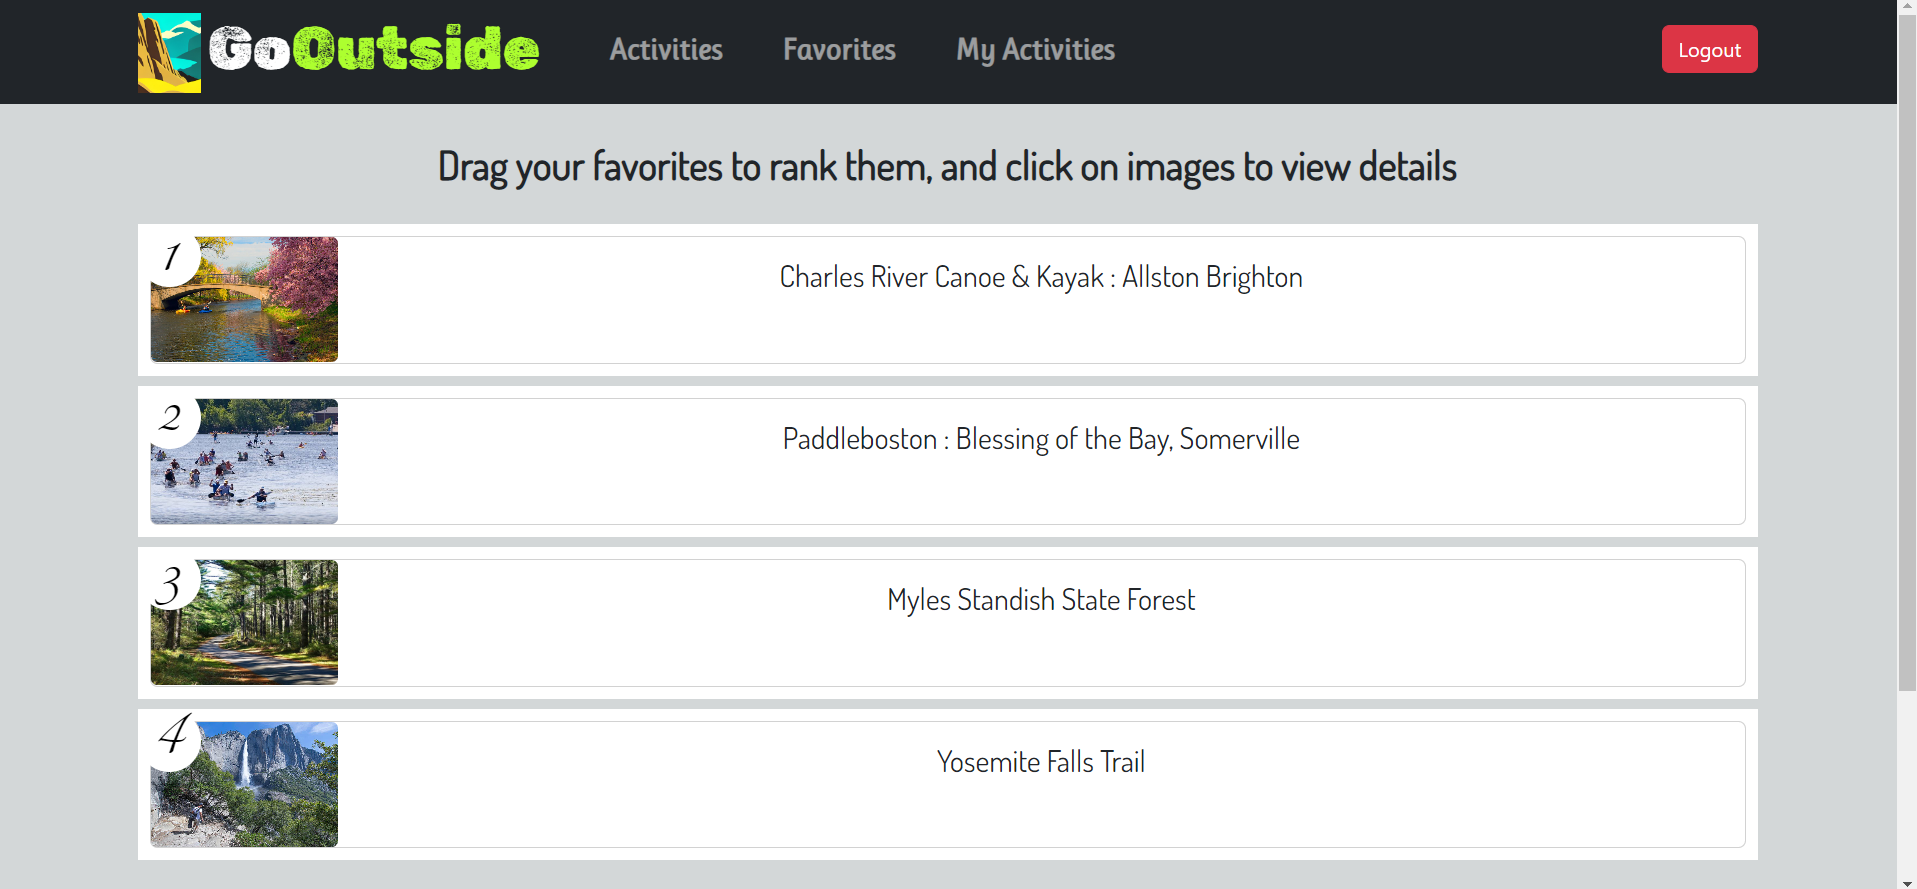 GoOutside
Activities
Favorites
My Activities
Logout
Drag your favorites to rank them, and click on images to view details
1
Charles River Canoe & Kayak : Allston Brighton
2
Paddleboston : Blessing of the Bay, Somerville
3
Myles Standish State Forest
4
Yosemite Falls Trail